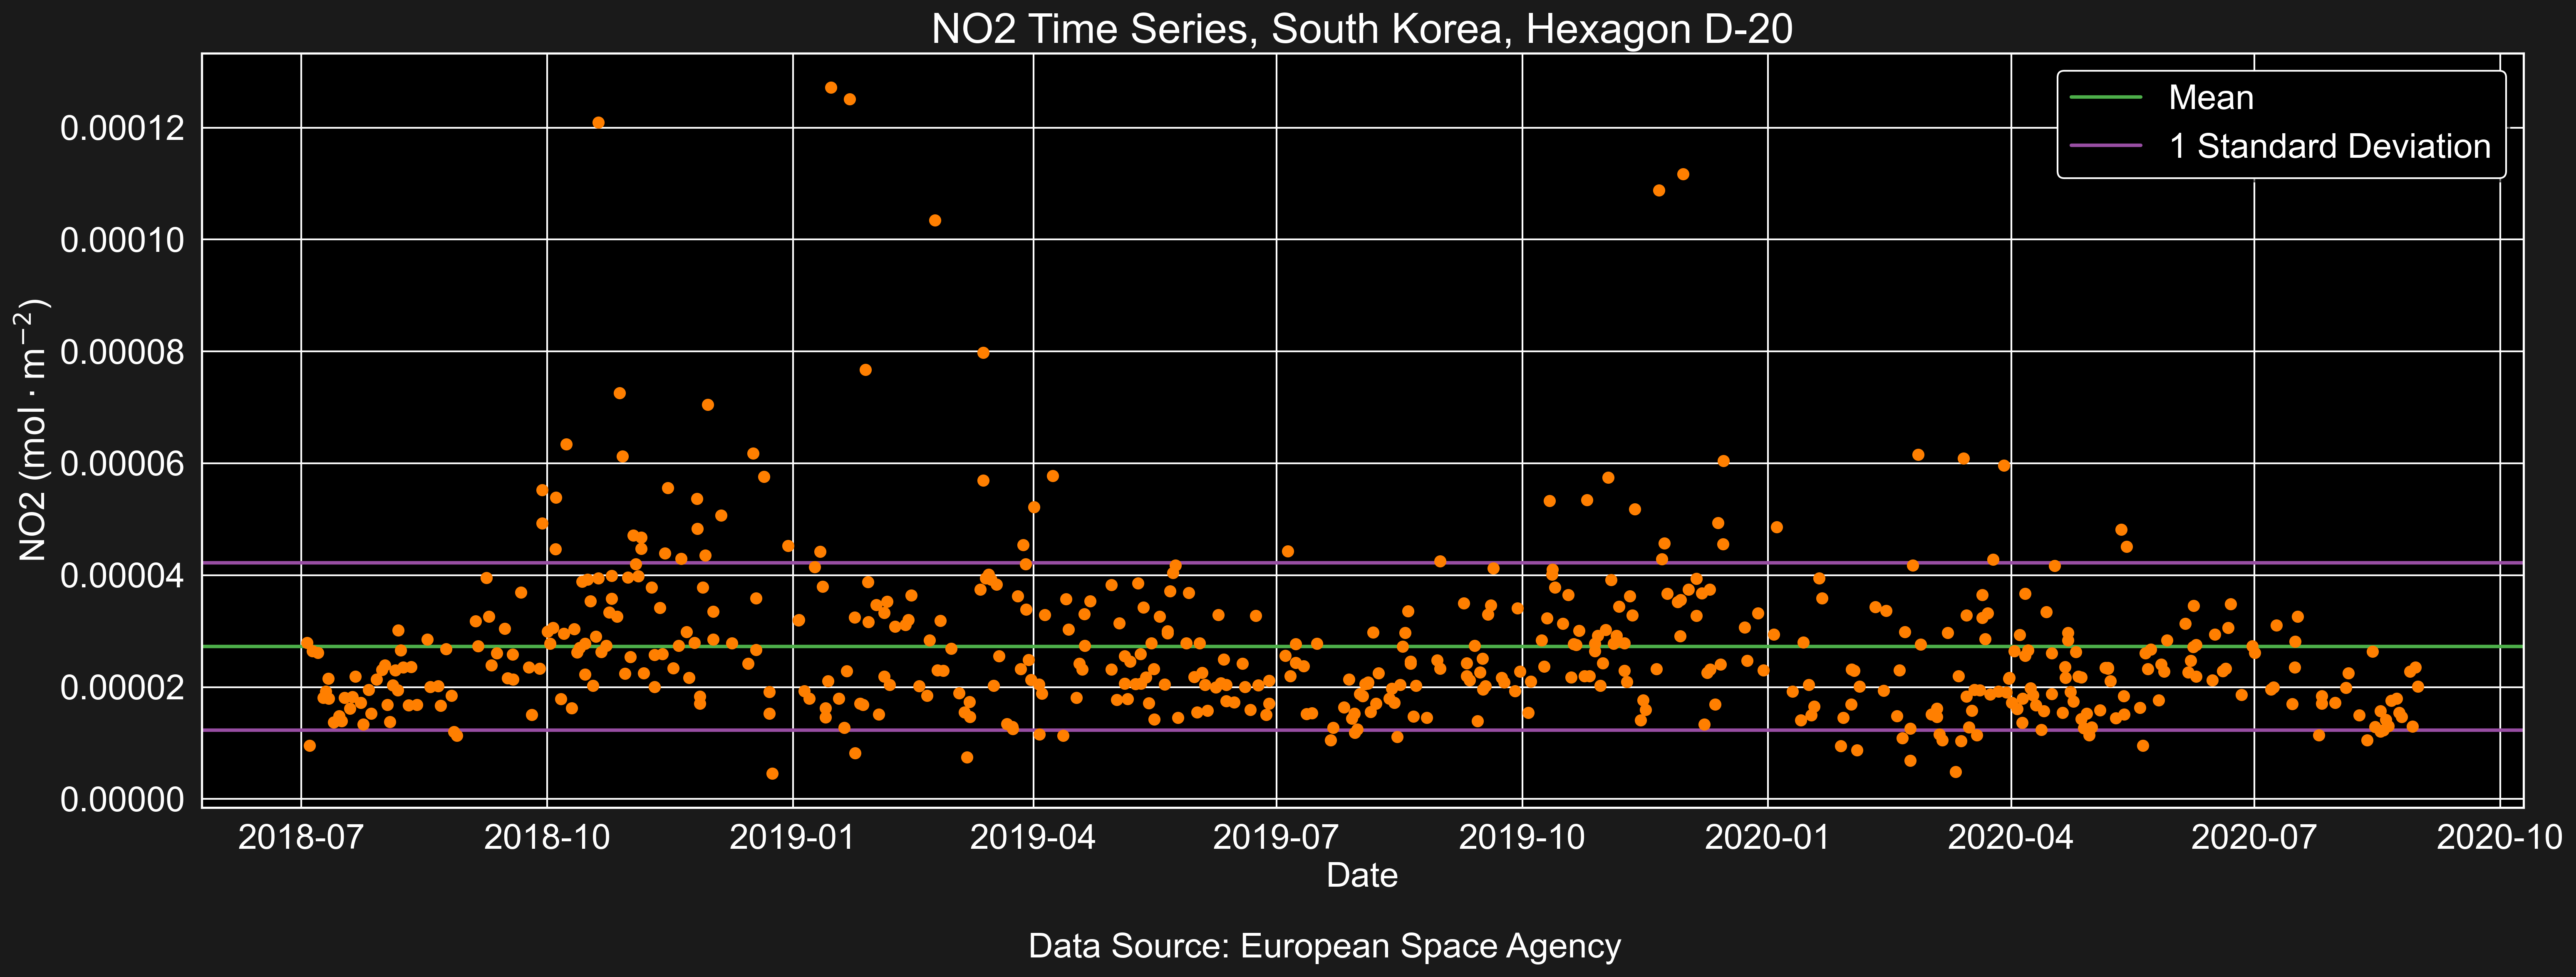 NO2 Time Series, South Korea, Hexagon D-20
Mean
1 Standard Deviation
NO2 (mol · m⁻²)
0.00012
0.00010
0.00008
0.00006
0.00004
0.00002
0.00000
2018-07 2018-10 2019-01 2019-04 2019-07 2019-10 2020-01 2020-04 2020-07 2020-10
Date
Data Source: European Space Agency